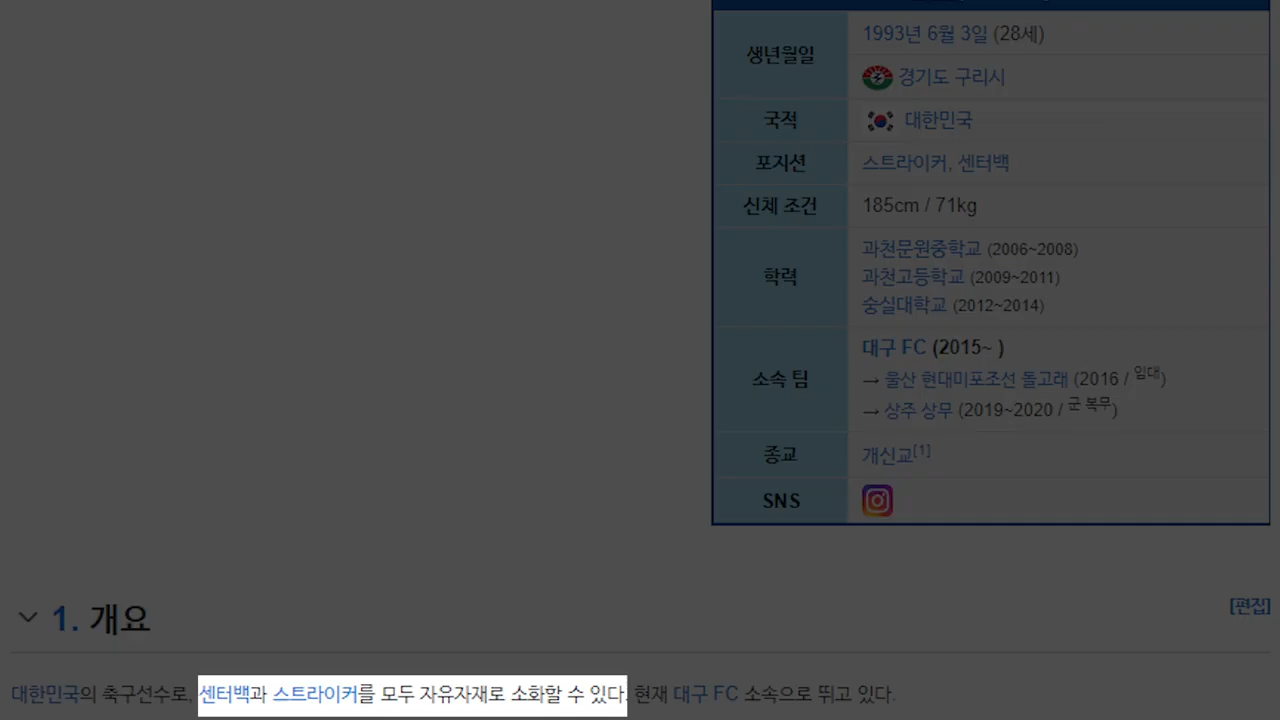 생년월일
1993년 6월 3일 (28세)
경기도 구리시
국적
대한민국
포지션
스트라이커, 센터백
신체 조건
185cm / 71kg
학력
과천문원중학교 (2006~2008)
과천고등학교 (2009~2011)
숭실대학교 (2012~2014)
소속 팀
대구 FC (2015~ )
→ 울산 현대미포조선 돌고래 (2016 / 임대)
→ 상주 상무 (2019~2020 / 군 복무)
종교
개신교[1]
SNS
1. 개요
[편집]
대한민국의 축구선수로, 센터백과 스트라이커를 모두 자유자재로 소화할 수 있다. 현재 대구 FC 소속으로 뛰고 있다.